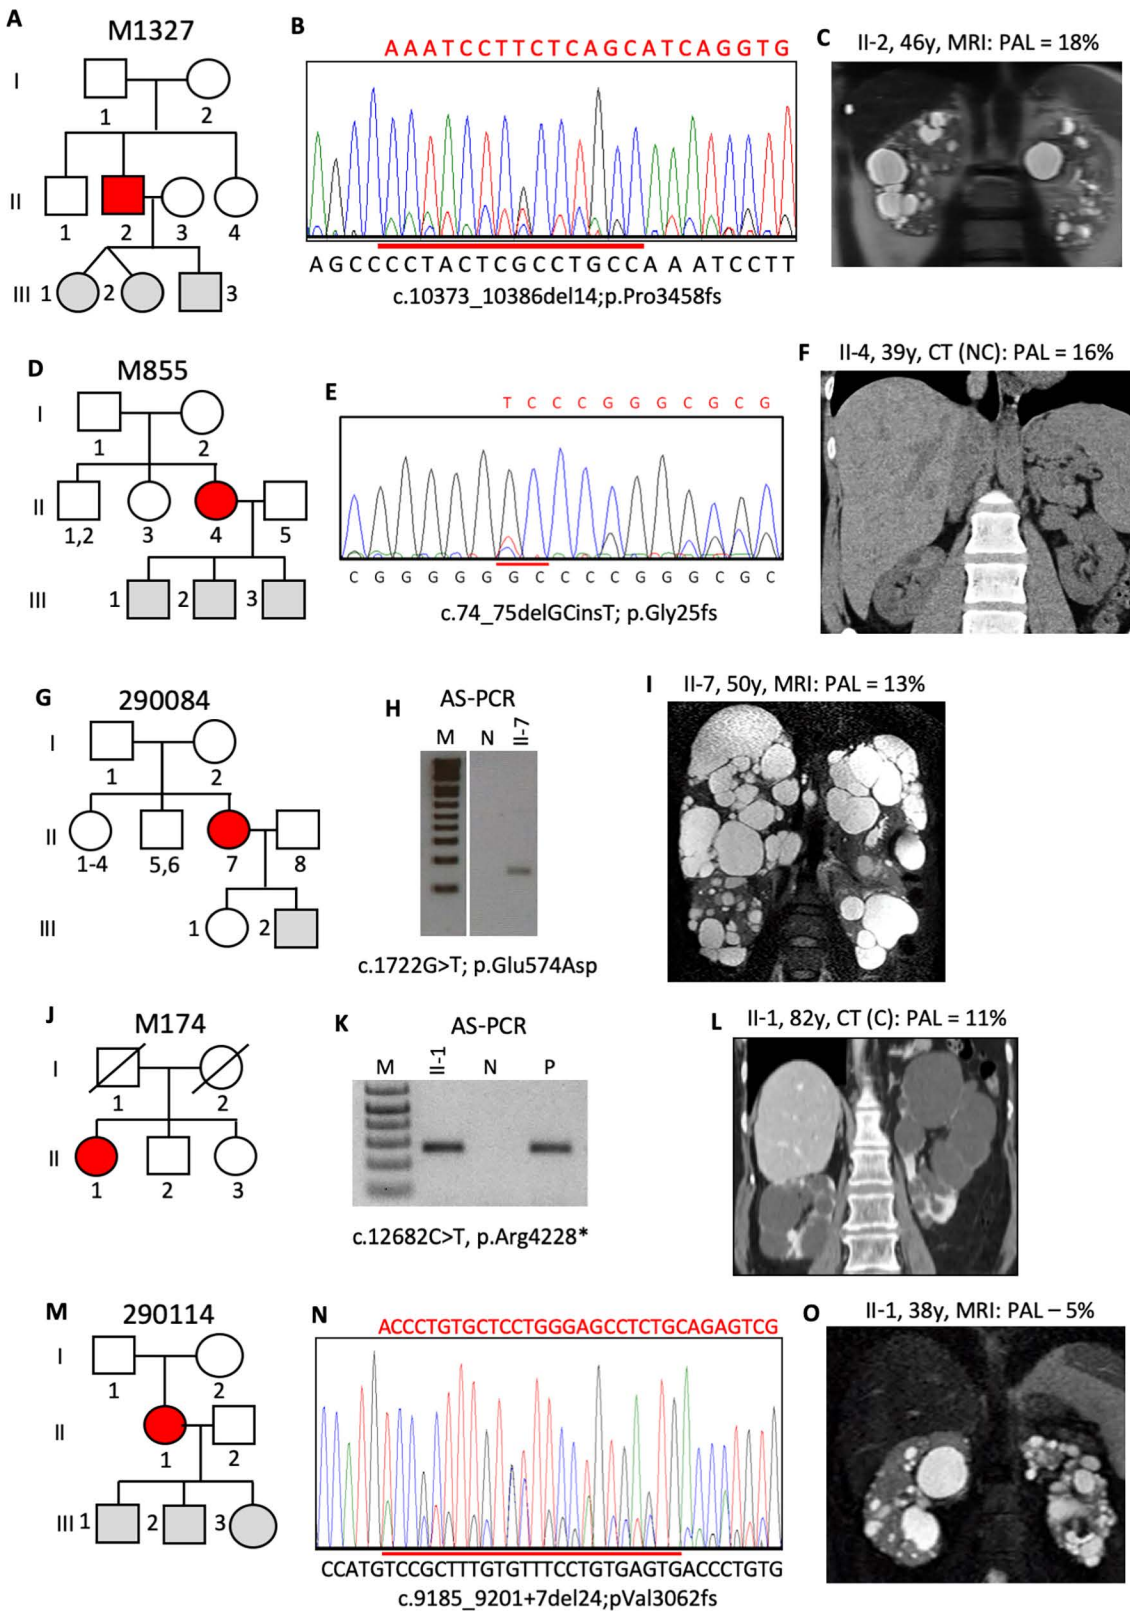 A
M1327
I
1
2
II
1
2
3
4
III
1
2
3
B
AAATCCTTCTCAGCATCAGGTG
AGCCCCTACTCGCCTGCCAAATCCTT
c.10373_10386del14;p.Pro3458fs
C
II-2, 46y, MRI: PAL = 18%
D
M855
I
1
2
II
1,2
3
4
5
III
1
2
3
E
T C C C G G G C G C G
C G G G G G G C C C C G G G C G C
c.74_75delGCinsT; p.Gly25fs
F
II-4, 39y, CT (NC): PAL = 16%
G
290084
I
1
2
II
1-4
5,6
7
8
III
1
2
H
AS-PCR
M
N
II-7
c.1722G>T; p.Glu574Asp
I
II-7, 50y, MRI: PAL = 13%
J
M174
I
1
2
II
1
2
3
K
AS-PCR
M
II-1
N
P
c.12682C>T, p.Arg4228*
L
II-1, 82y, CT (C): PAL = 11%
M
290114
I
1
2
II
1
2
III
1
2
3
N
ACCCTGTGCTCCTGGGAGCCTCTGCAGAGTCG
CCATGTCCGCTTTGTGTTTCCTGTGAGTGACCCTGTG
c.9185_9201+7del24;pVal3062fs
O
II-1, 38y, MRI: PAL – 5%